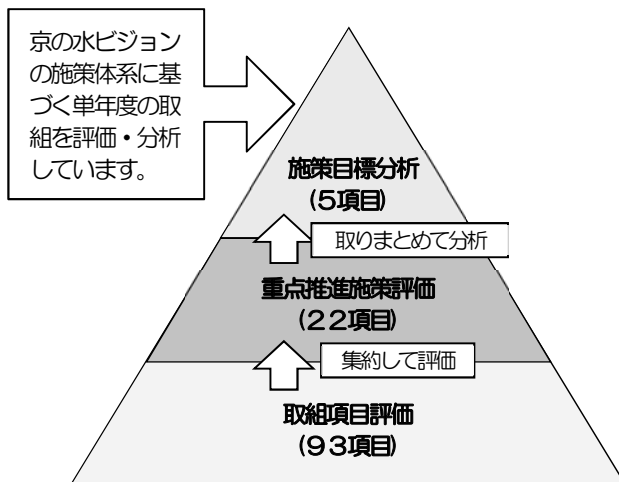 京の水ビジョン
の施策体系に基
づく単年度の取
組を評価・分析
しています。
施策目標分析
(5項目)
取りまとめて分析
重点推進施策評価
(22項目)
集約して評価
取組項目評価
(93項目)